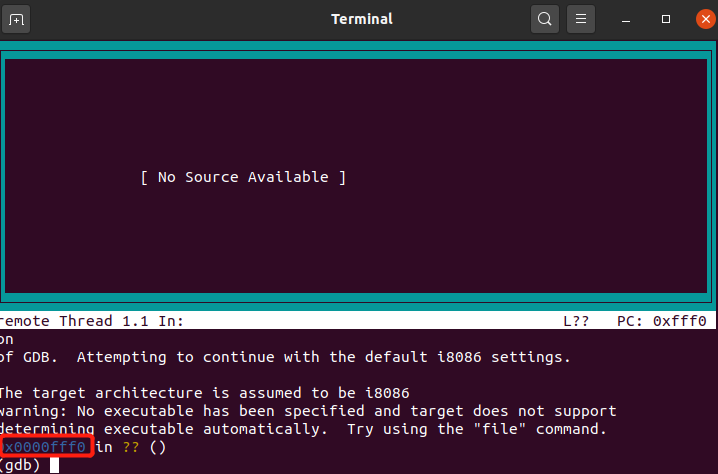 Terminal
[ No Source Available ]
remote Thread 1.1 In: L?? PC: 0xfff0
on
of GDB.  Attempting to continue with the default i8086 settings.
The target architecture is assumed to be i8086
warning: No executable has been specified and target does not support
determining executable automatically.  Try using the "file" command.
0x0000fff0 in ?? ()
(gdb)